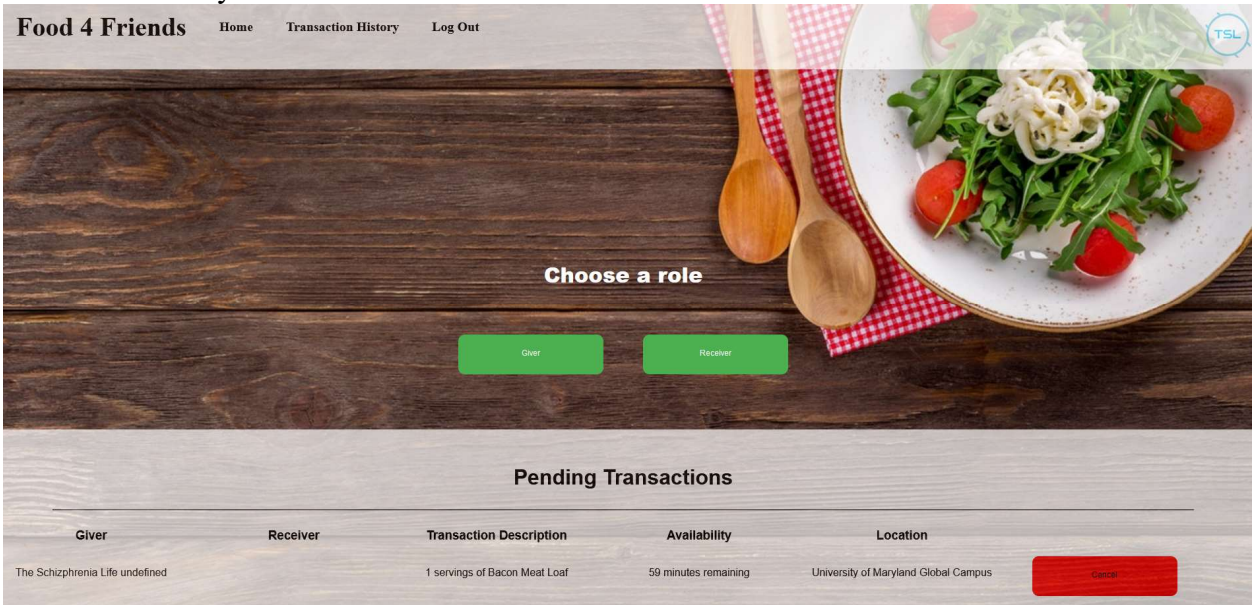 Food 4 Friends Home Transaction History Log Out TSL
Choose a role
Giver Receiver
Pending Transactions
Giver Receiver Transaction Description Availability Location
The Schizphrenia Life undefined 1 servings of Bacon Meat Loaf 59 minutes remaining University of Maryland Global Campus Cancel